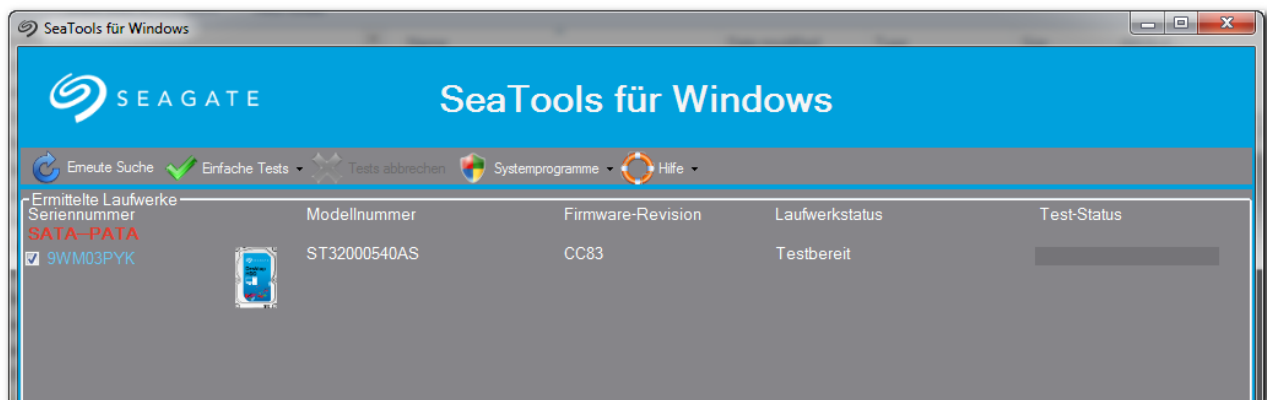 SeaTools für Windows
SEAGATE
SeaTools für Windows
Erneute Suche Einfache Tests Tests abbrechen Systemprogramme Hilfe
Ermittelte Laufwerke
Seriennummer Modellnummer Firmware-Revision Laufwerkstatus Test-Status
SATA–PATA
9WM03PYK ST32000540AS CC83 Testbereit